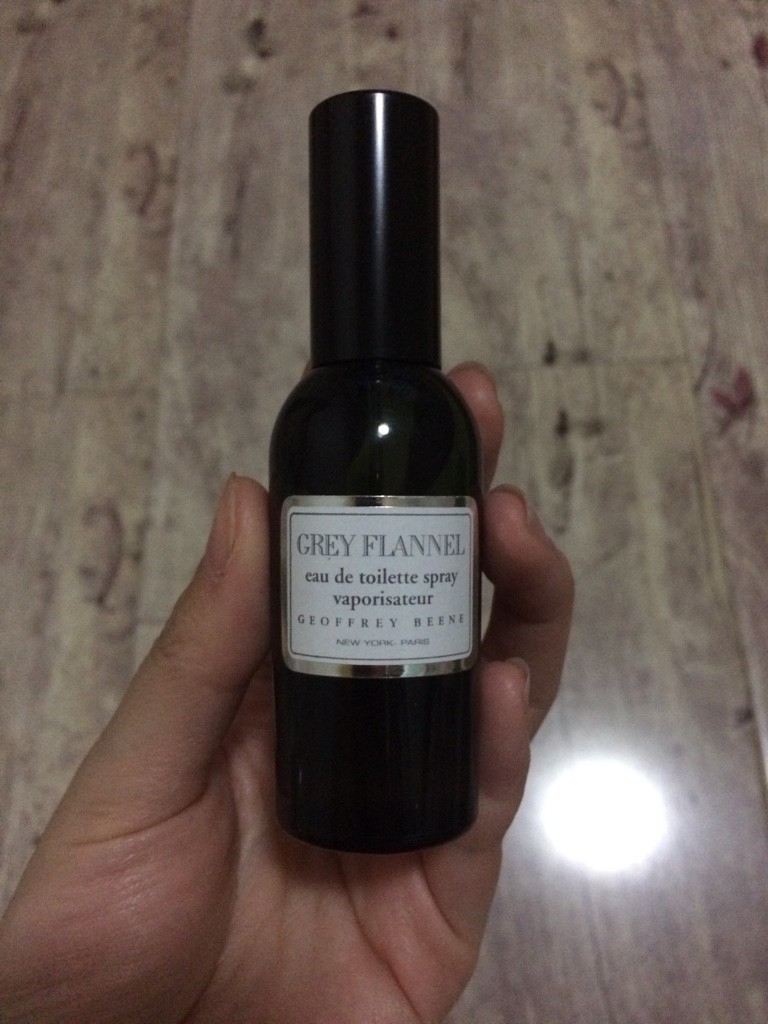 GREY FLANNEL
eau de toilette spray
vaporisateur
GEOFFREY BEENE
NEW YORK. PARIS